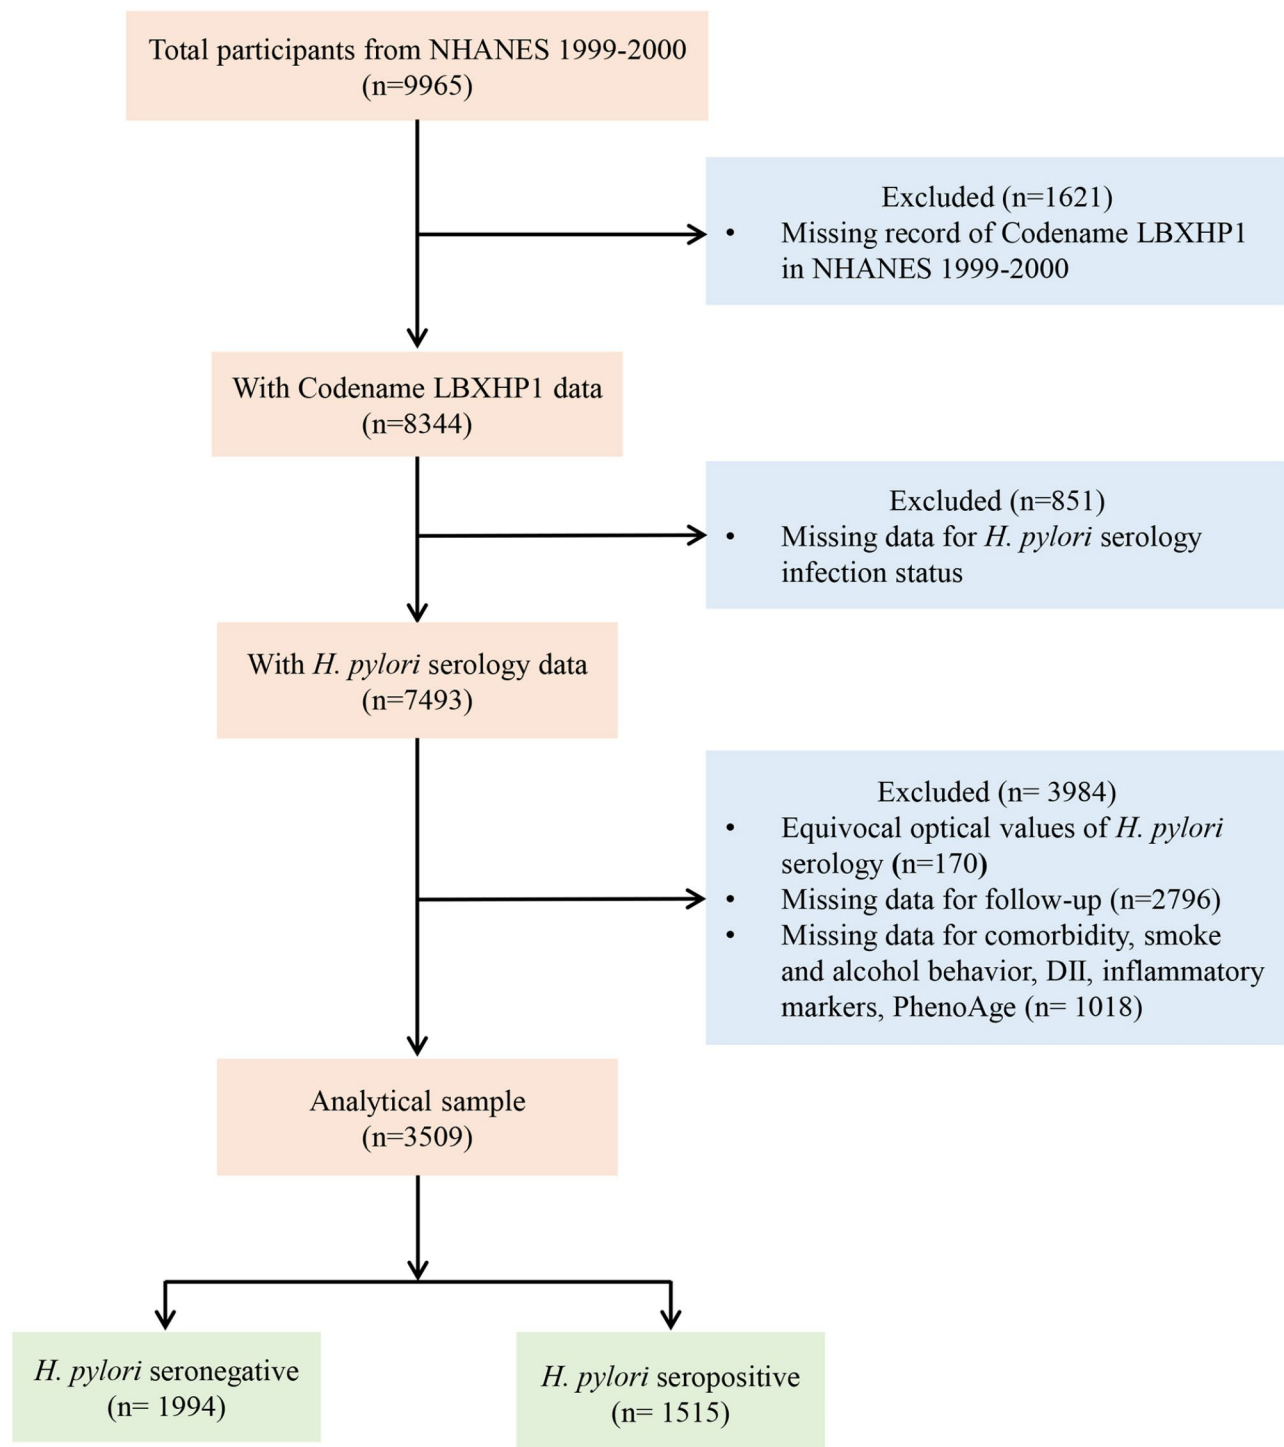 Total participants from NHANES 1999-2000
(n=9965)
Excluded (n=1621)
• Missing record of Codename LBXHP1
in NHANES 1999-2000
With Codename LBXHP1 data
(n=8344)
Excluded (n=851)
• Missing data for H. pylori serology
infection status
With H. pylori serology data
(n=7493)
Excluded (n= 3984)
• Equivocal optical values of H. pylori
serology (n=170)
• Missing data for follow-up (n=2796)
• Missing data for comorbidity, smoke
and alcohol behavior, DII, inflammatory
markers, PhenoAge (n= 1018)
Analytical sample
(n=3509)
H. pylori seronegative
(n= 1994)
H. pylori seropositive
(n= 1515)